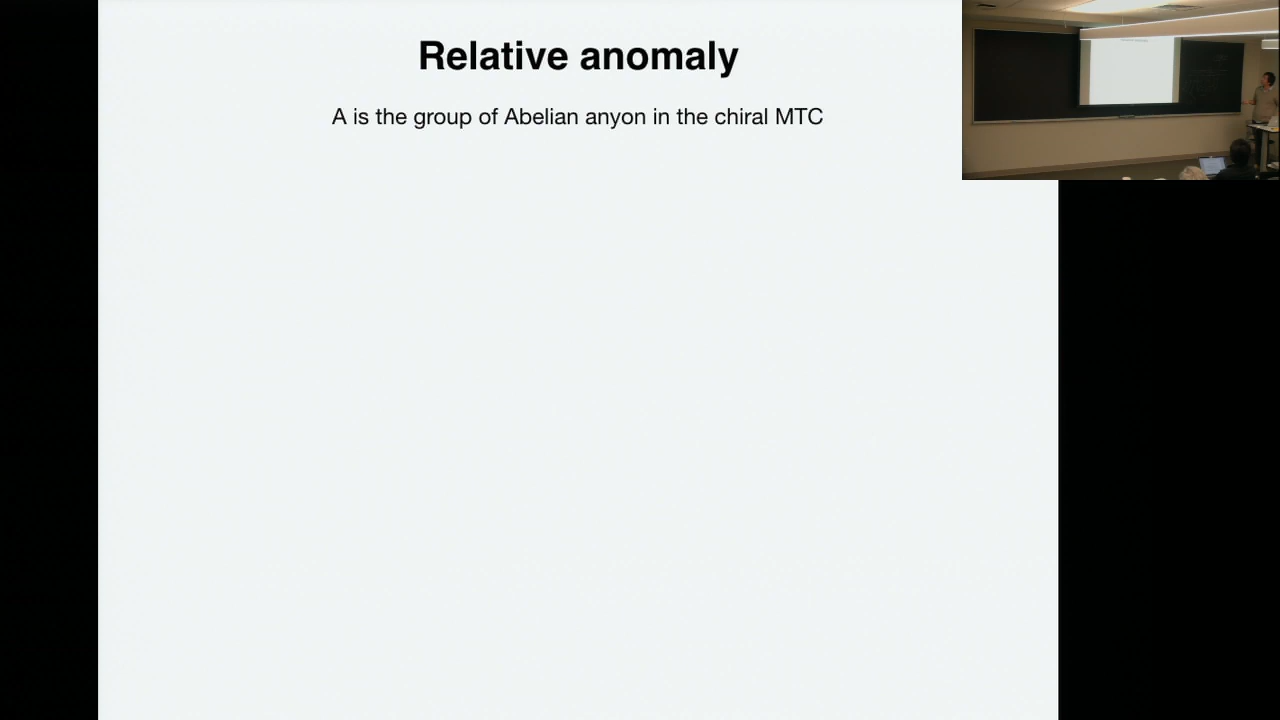 Relative anomaly
A is the group of Abelian anyon in the chiral MTC